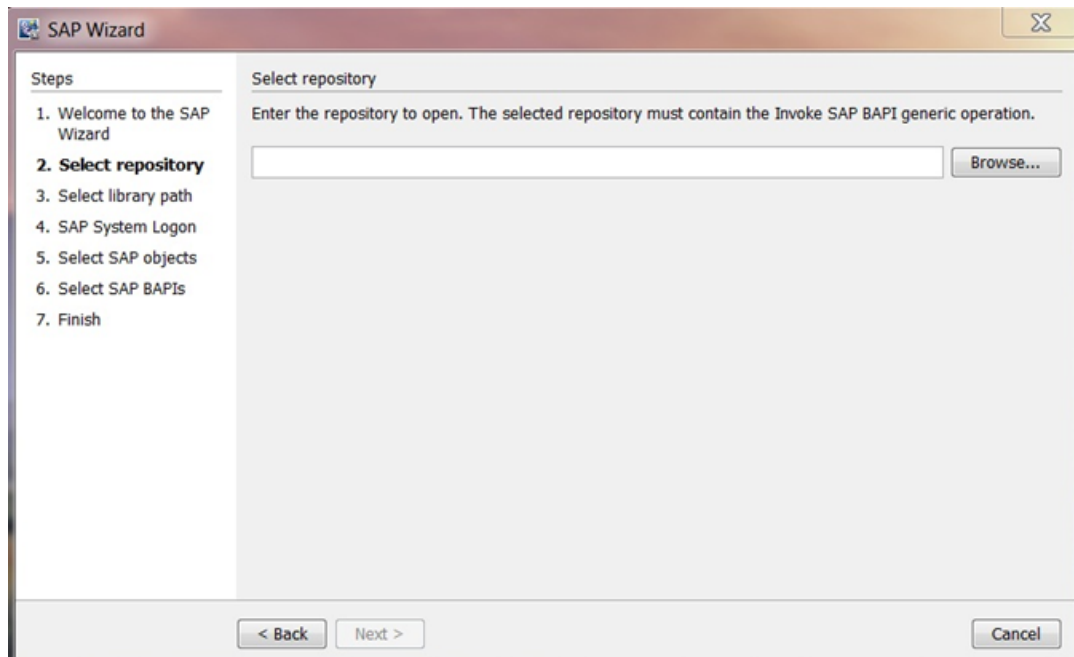 SAP Wizard
Steps
1. Welcome to the SAP
Wizard
2. Select repository
3. Select library path
4. SAP System Logon
5. Select SAP objects
6. Select SAP BAPIs
7. Finish
Select repository
Enter the repository to open. The selected repository must contain the Invoke SAP BAPI generic operation.
Browse...
< Back
Next >
Cancel